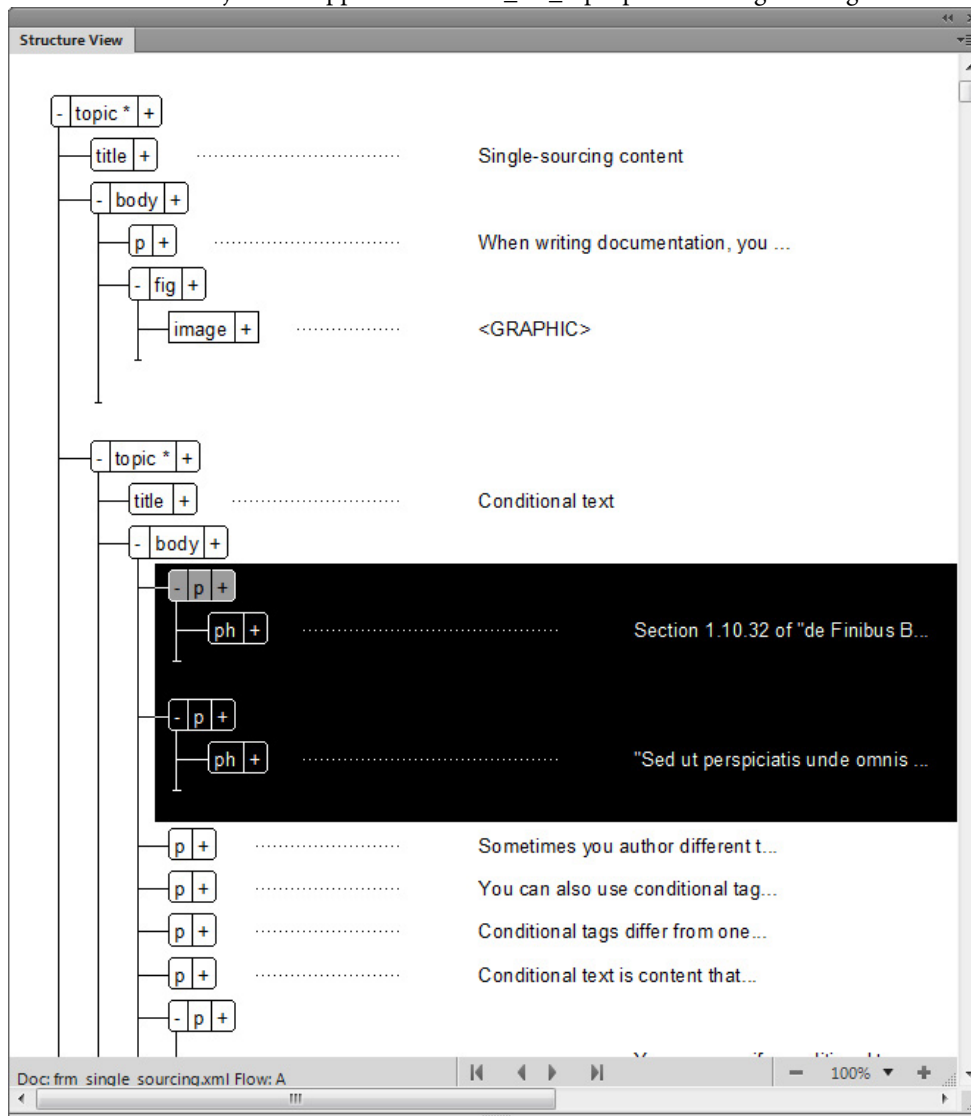 Structure View
- topic * +
title + Single-sourcing content
- body +
p + When writing documentation, you ...
- fig +
image + <GRAPHIC>
- topic * +
title + Conditional text
- body +
- p +
ph + Section 1.10.32 of "de Finibus B...
- p +
ph + "Sed ut perspiciatis unde omnis ...
p + Sometimes you author different t...
p + You can also use conditional tag...
p + Conditional tags differ from one...
p + Conditional text is content that...
- p +
Doc: frm_single_sourcing.xml Flow: A 100%